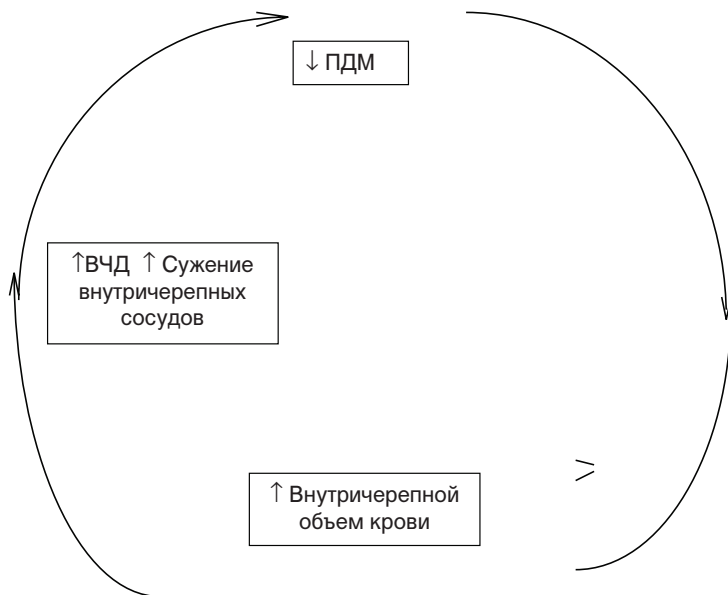 ↓ ПДМ
↑ВЧД ↑ Сужение
внутричерепных
сосудов
↑ Внутричерепной
объем крови